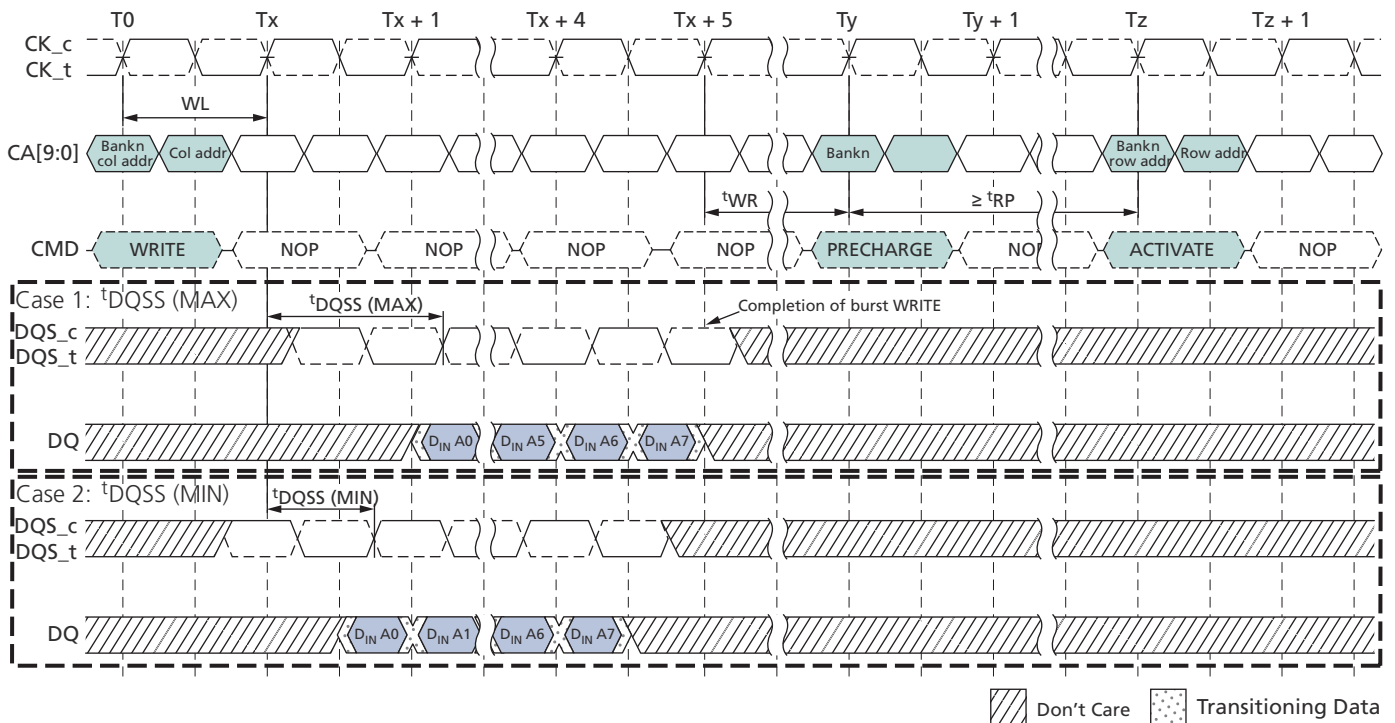 T0 Tx Tx + 1 Tx + 4 Tx + 5 Ty Ty + 1 Tz Tz + 1
CK_c
CK_t
WL
CA[9:0] Bankn col addr Col addr Bankn Bankn row addr Row addr
tWR ≥ tRP
CMD WRITE NOP NOP NOP NOP PRECHARGE NOP ACTIVATE NOP
Case 1: tDQSS (MAX)
tDQSS (MAX)
Completion of burst WRITE
DQS_c
DQS_t
DQ DIN A0 DIN A5 DIN A6 DIN A7
Case 2: tDQSS (MIN)
tDQSS (MIN)
DQS_c
DQS_t
DQ DIN A0 DIN A1 DIN A6 DIN A7
Don't Care Transitioning Data